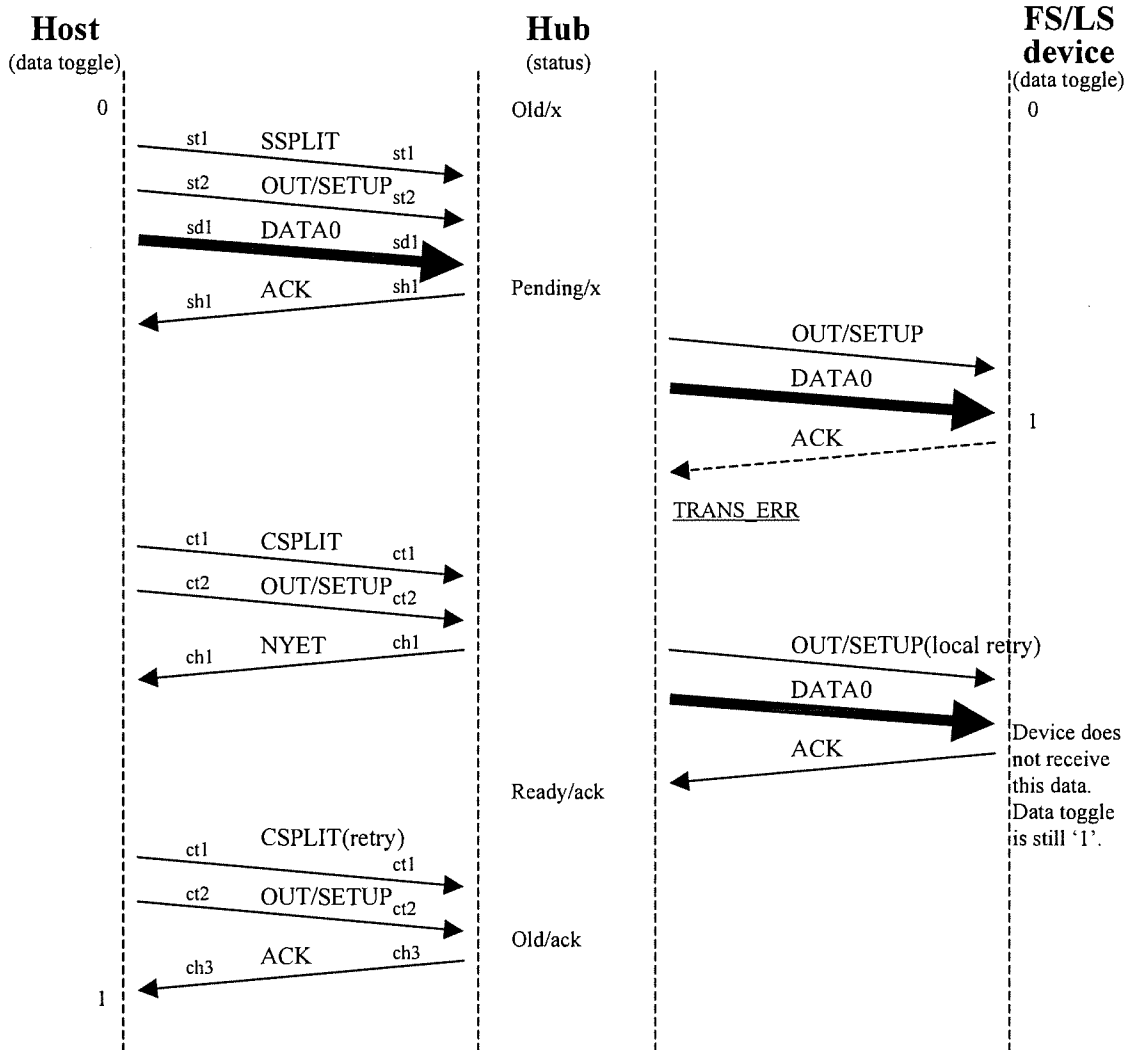 Host
(data toggle)
Hub
(status)
FS/LS
device
(data toggle)
0
Old/x
0
st1 SSPLIT st1
st2 OUT/SETUP st2
sd1 DATA0 sd1
sh1 ACK sh1
Pending/x
OUT/SETUP
DATA0
1
ACK
TRANS_ERR
ct1 CSPLIT ct1
ct2 OUT/SETUP ct2
ch1 NYET ch1
OUT/SETUP(local retry)
DATA0
ACK
Device does
not receive
this data.
Data toggle
is still ‘1’.
Ready/ack
ct1 CSPLIT(retry) ct1
ct2 OUT/SETUP ct2
Old/ack
ch3 ACK ch3
1